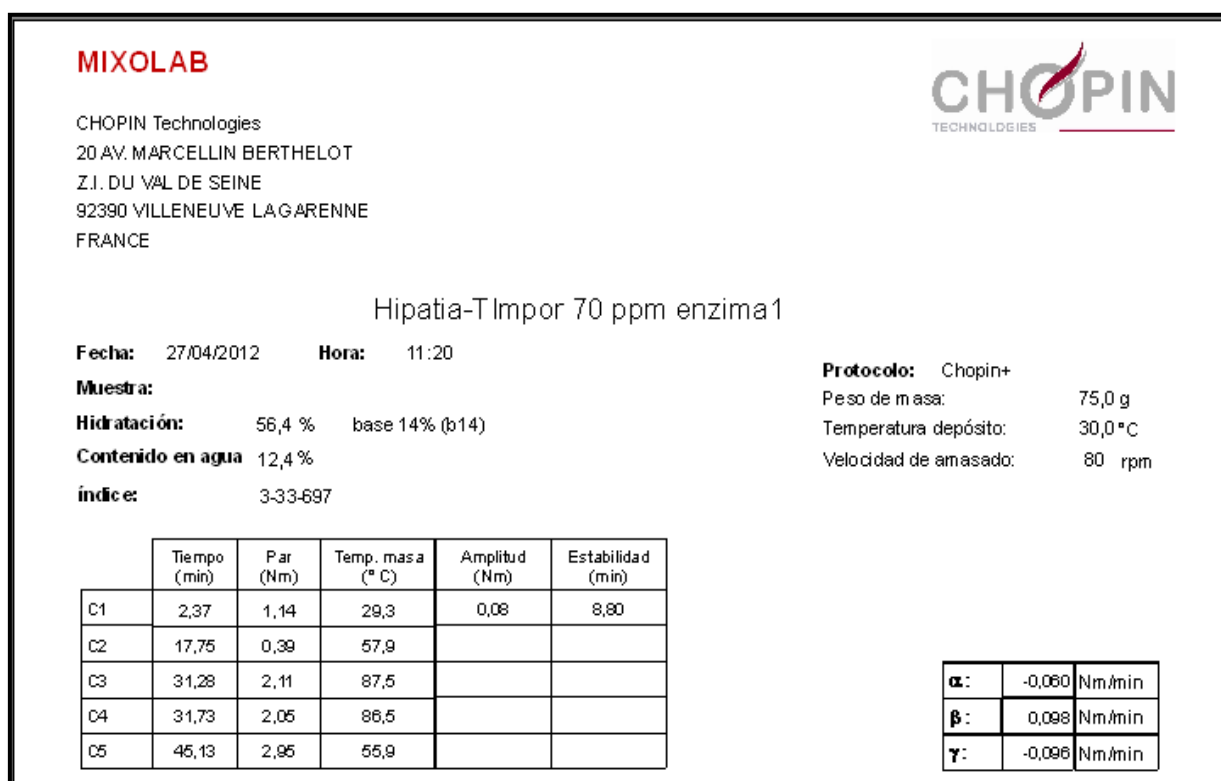 MIXOLAB
CHOPIN
TECHNOLOGIES
CHOPIN Technologies
20 AV. MARCELLIN BERTHELOT
Z.I. DU VAL DE SEINE
92390 VILLENEUVE LA GARENNE
FRANCE
Hipatia-TImpor 70 ppm enzima1
Fecha: 27/04/2012 Hora: 11:20
Muestra:
Hidratación: 56,4 % base 14% (b14)
Contenido en agua 12,4 %
índice: 3-33-697
Protocolo: Chopin+
Peso de masa: 75,0 g
Temperatura depósito: 30,0 °C
Velocidad de amasado: 80 rpm
Tiempo (min) Par (Nm) Temp. masa (° C) Amplitud (Nm) Estabilidad (min)
C1 2,37 1,14 29,3 0,08 8,80
C2 17,75 0,39 57,9
C3 31,28 2,11 87,5
C4 31,73 2,05 86,5
C5 45,13 2,95 55,9
α: -0,060 Nm/min
β: 0,098 Nm/min
γ: -0,096 Nm/min